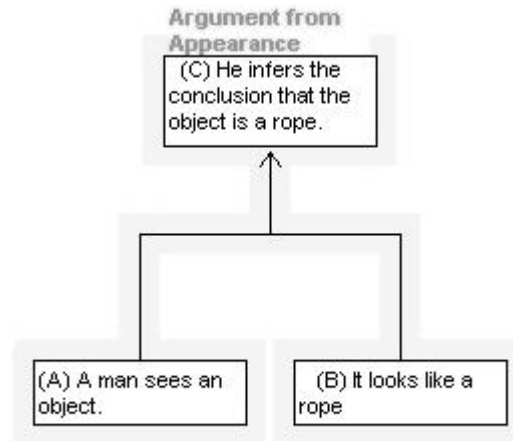 Argument from
Appearance
(C) He infers the
conclusion that the
object is a rope.
(A) A man sees an
object.
(B) It looks like a
rope